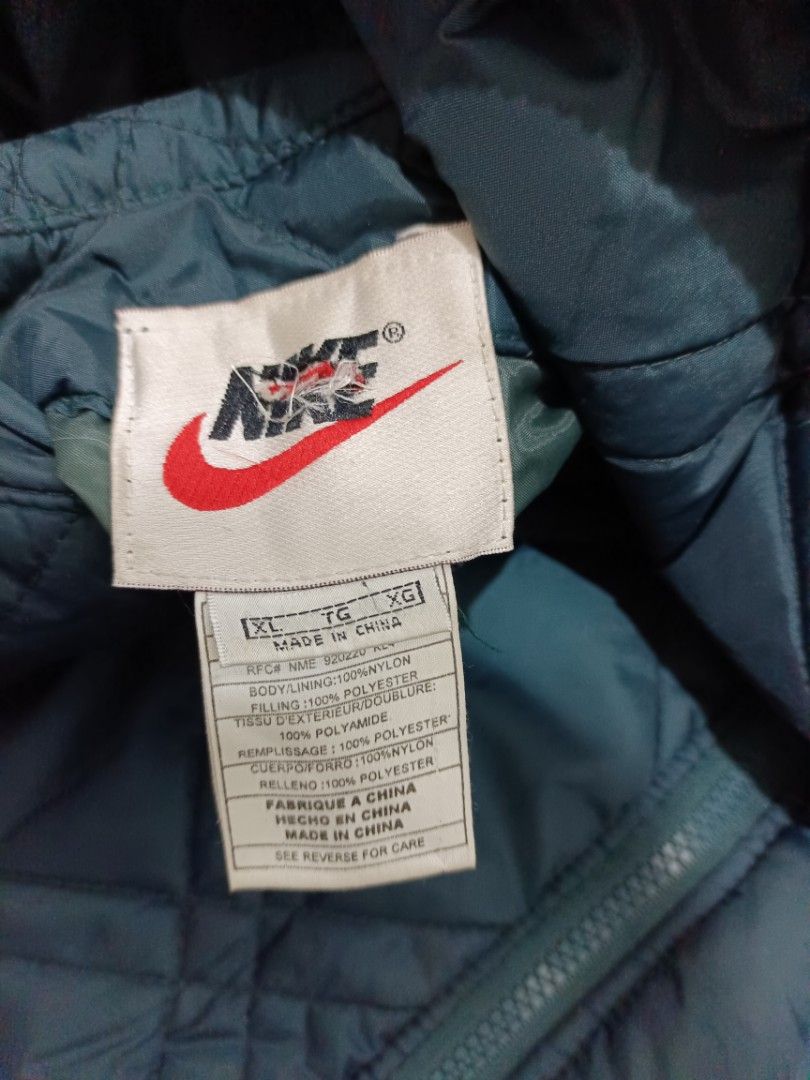 NIKE®
XL TG XG
MADE IN CHINA
RFC# NME 920220
BODY/LINING:100%NYLON
FILLING :100% POLYESTER
TISSU D'EXTERIEUR/DOUBLURE:
100% POLYAMIDE
REMPLISSAGE : 100% POLYESTER
CUERPO/FORRO :100%NYLON
RELLENO :100% POLYESTER
FABRIQUE A CHINA
HECHO EN CHINA
MADE IN CHINA
SEE REVERSE FOR CARE